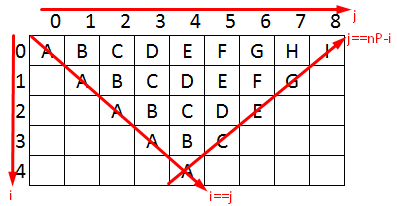 0 1 2 3 4 5 6 7 8 j
j==nP-i
0 A B C D E F G H I
1 A B C D E F G
2 A B C D E
3 A B C
4 A
i i==j